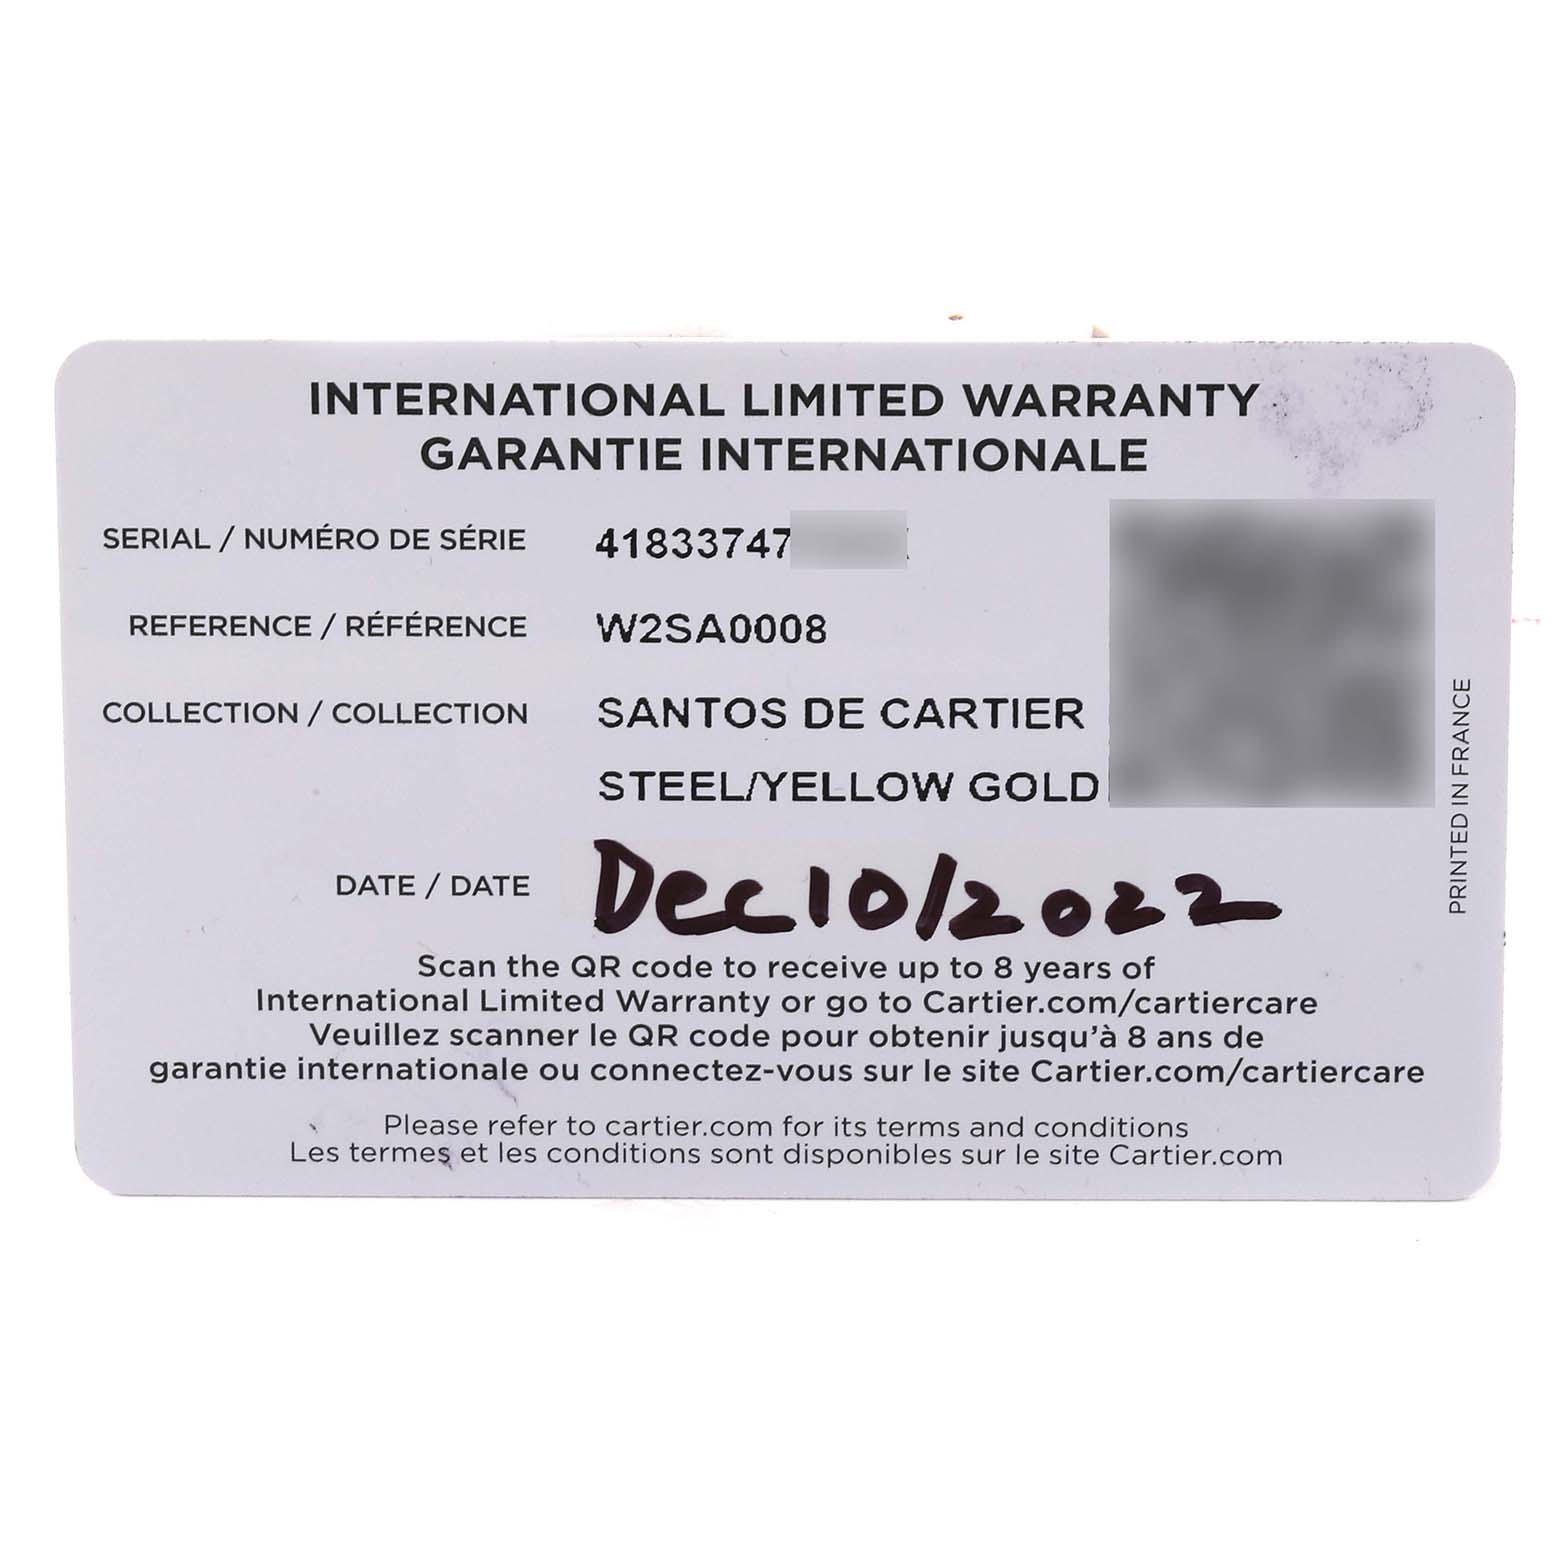 INTERNATIONAL LIMITED WARRANTY
GARANTIE INTERNATIONALE
SERIAL / NUMÉRO DE SÉRIE 41833747
REFERENCE / RÉFÉRENCE W2SA0008
COLLECTION / COLLECTION SANTOS DE CARTIER
STEEL/YELLOW GOLD
DATE / DATE Dec 10/2022
Scan the QR code to receive up to 8 years of
International Limited Warranty or go to Cartier.com/cartiercare
Veuillez scanner le QR code pour obtenir jusqu'à 8 ans de
garantie internationale ou connectez-vous sur le site Cartier.com/cartiercare
Please refer to cartier.com for its terms and conditions
Les termes et les conditions sont disponibles sur le site Cartier.com
PRINTED IN FRANCE